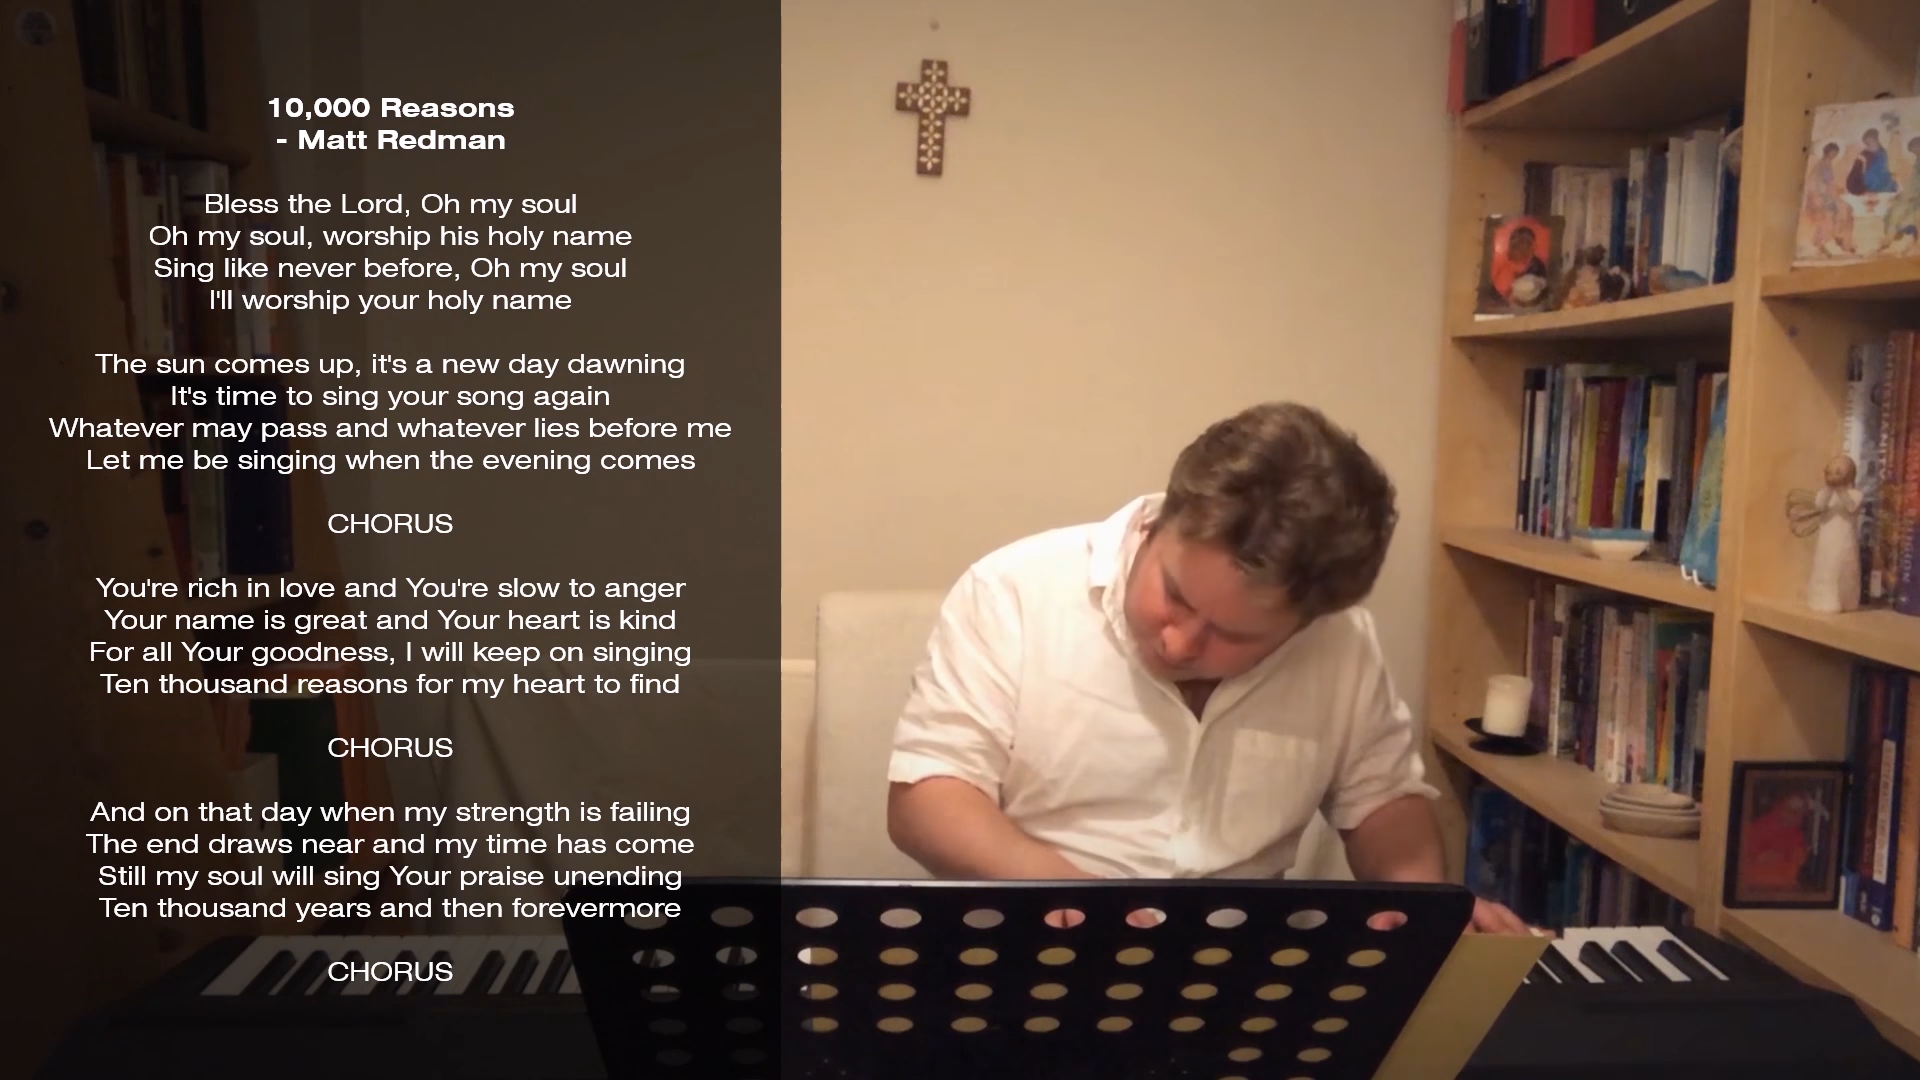 10,000 Reasons
- Matt Redman
Bless the Lord, Oh my soul
Oh my soul, worship his holy name
Sing like never before, Oh my soul
I'll worship your holy name
The sun comes up, it's a new day dawning
It's time to sing your song again
Whatever may pass and whatever lies before me
Let me be singing when the evening comes
CHORUS
You're rich in love and You're slow to anger
Your name is great and Your heart is kind
For all Your goodness, I will keep on singing
Ten thousand reasons for my heart to find
CHORUS
And on that day when my strength is failing
The end draws near and my time has come
Still my soul will sing Your praise unending
Ten thousand years and then forevermore
CHORUS